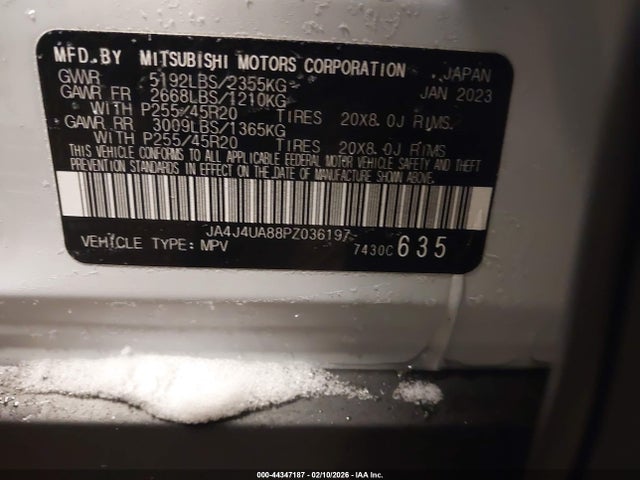 MFD. BY MITSUBISHI MOTORS CORPORATION JAPAN
GVWR 5192LBS/2355KG JAN 2023
GAWR FR 2668LBS/1210KG
WITH P255/45R20 TIRES 20X8.0J RIMS.
GAWR RR 3009LBS/1365KG
WITH P255/45R20 TIRES 20X8.0J RIMS
THIS VEHICLE CONFORMS TO ALL APPLICABLE FEDERAL MOTOR VEHICLE SAFETY AND THEFT
PREVENTION STANDARDS IN EFFECT ON THE DATE OF MANUFACTURE SHOWN ABOVE.
JA4J4UA88PZ036197
VEHICLE TYPE: MPV 7430C 635
000-44347187 - 02/10/2026 - IAA Inc.